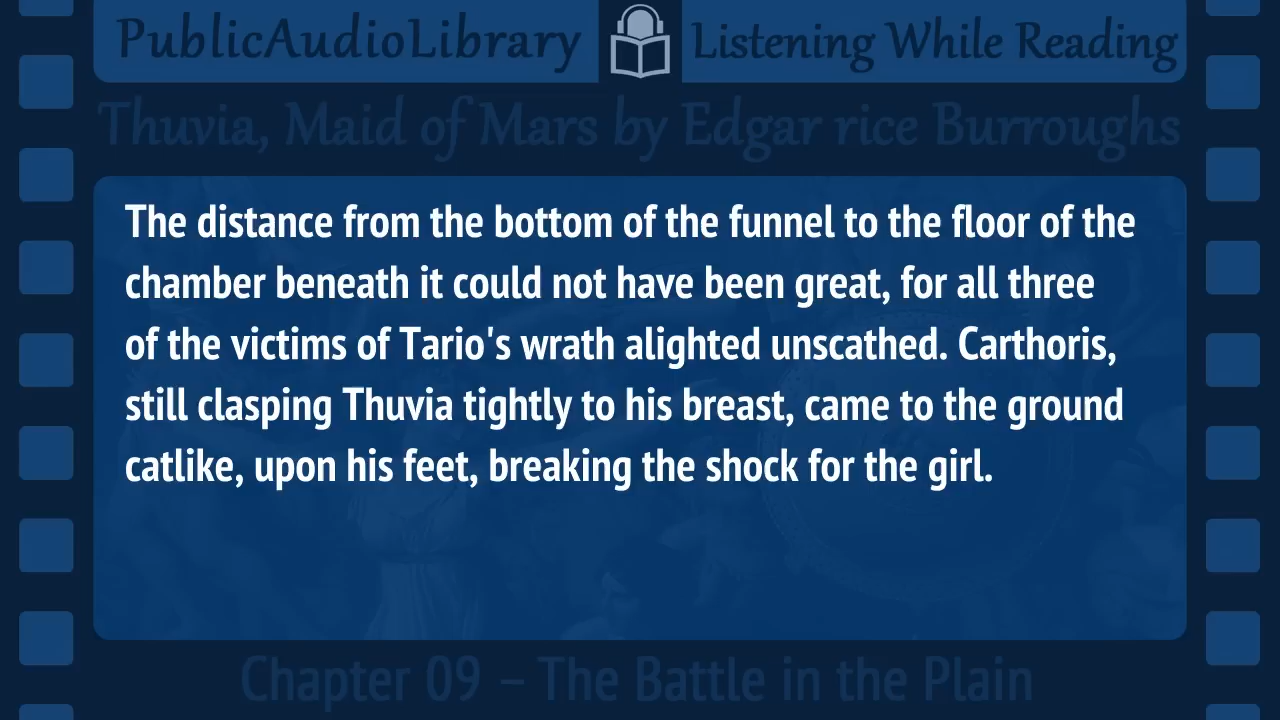 PublicAudioLibrary Listening While Reading
Thuvia, Maid of Mars by Edgar rice Burroughs
The distance from the bottom of the funnel to the floor of the
chamber beneath it could not have been great, for all three
of the victims of Tario's wrath alighted unscathed. Carthoris,
still clasping Thuvia tightly to his breast, came to the ground
catlike, upon his feet, breaking the shock for the girl.
Chapter 09 – The Battle in the Plain